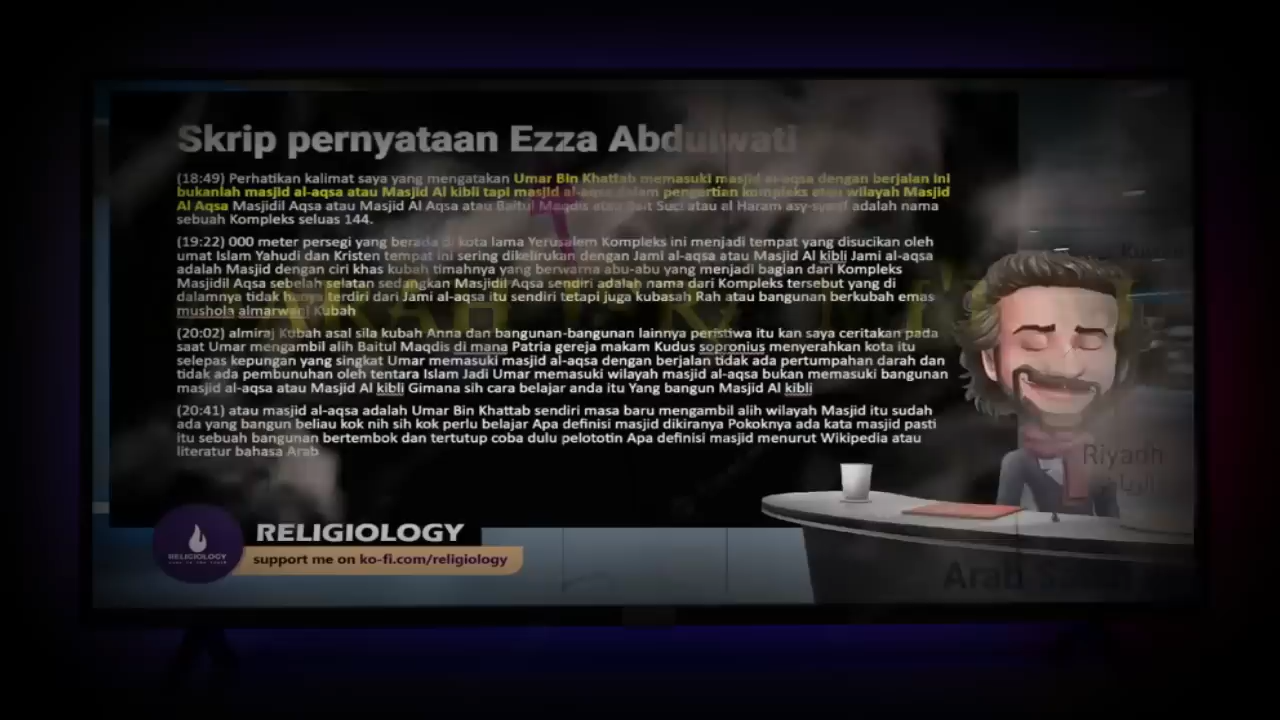 Skrip pernyataan Ezza Abdulwati
(18:49) Perhatikan kalimat saya yang mengatakan Umar Bin Khattab memasuki masjid al-aqsa dengan berjalan ini
bukanlah masjid al-aqsa atau Masjid Al kibli tapi masjid al-aqsa dalam pengertian kompleks atau wilayah Masjid
Al Aqsa Masjidil Aqsa atau Masjid Al Aqsa atau Baitul Maqdis atau Bait Suci atau al Haram asy-syarif adalah nama
sebuah Kompleks seluas 144.
(19:22) 000 meter persegi yang berada di kota lama Yerusalem Kompleks ini menjadi tempat yang disucikan oleh
umat Islam Yahudi dan Kristen tempat ini sering dikelirukan dengan Jami al-aqsa atau Masjid Al kibli Jami al-aqsa
adalah Masjid dengan ciri khas kubah timahnya yang berwarna abu-abu yang menjadi bagian dari Kompleks
Masjidil Aqsa sebelah selatan sedangkan Masjidil Aqsa sendiri adalah nama dari Kompleks tersebut yang di
dalamnya tidak hanya terdiri dari Jami al-aqsa itu sendiri tetapi juga kubasah Rah atau bangunan berkubah emas
mushola almarwani Kubah
(20:02) almiraj Kubah asal sila kubah Anna dan bangunan-bangunan lainnya peristiwa itu kan saya ceritakan pada
saat Umar mengambil alih Baitul Maqdis di mana Patria gereja makam Kudus sopronius menyerahkan kota itu
selepas kepungan yang singkat Umar memasuki masjid al-aqsa dengan berjalan tidak ada pertumpahan darah dan
tidak ada pembunuhan oleh tentara Islam Jadi Umar memasuki wilayah masjid al-aqsa bukan memasuki bangunan
masjid al-aqsa atau Masjid Al kibli Gimana sih cara belajar anda itu Yang bangun Masjid Al kibli
(20:41) atau masjid al-aqsa adalah Umar Bin Khattab sendiri masa baru mengambil alih wilayah Masjid itu sudah
ada yang bangun beliau kok nih sih kok perlu belajar Apa definisi masjid dikiranya Pokoknya ada kata masjid pasti
itu sebuah bangunan bertembok dan tertutup coba dulu pelototin Apa definisi masjid menurut Wikipedia atau
literatur bahasa Arab
Riyadh
Arab
RELIGIOLOGY
RELIGIOLOGY
support me on ko-fi.com/religiology